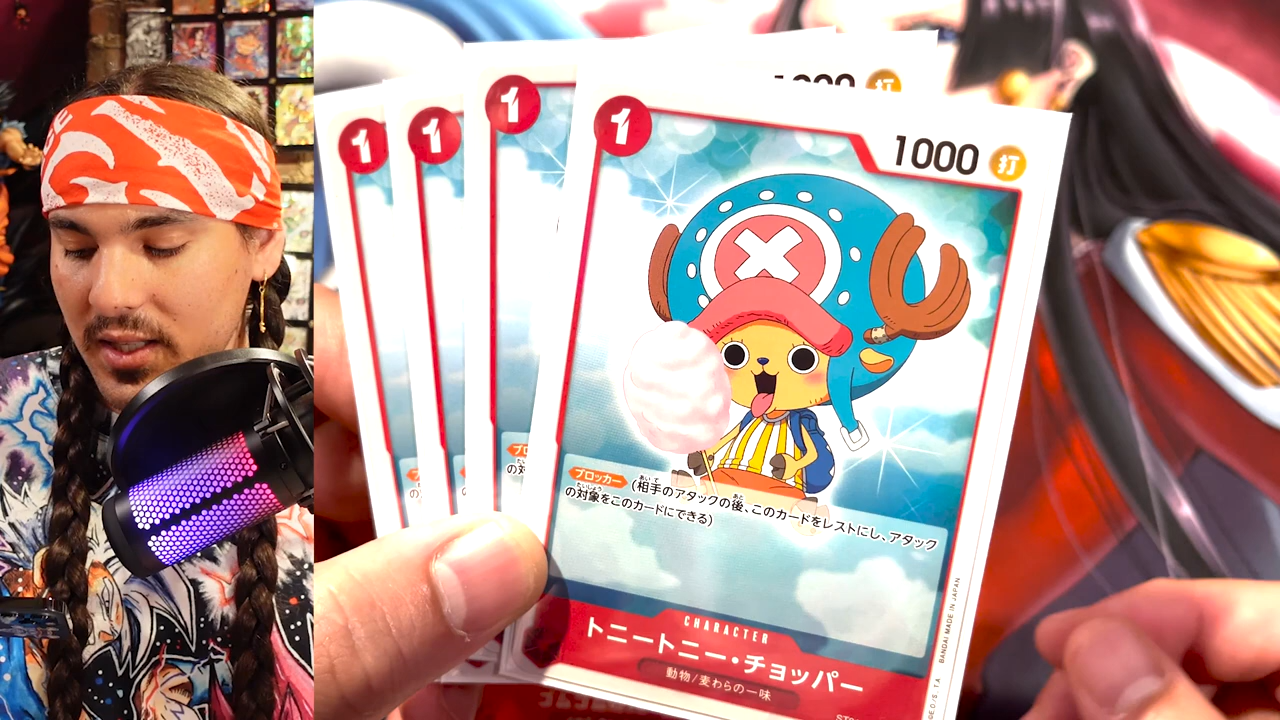 1
1
1
1
1000
1000
打
ブロッカー (相手のアタックの後、このカードをレストにし、アタック
の対象をこのカードにできる)
CHARACTER
トニートニー・チョッパー
動物/麦わらの一味
BANDAI MADE IN JAPAN